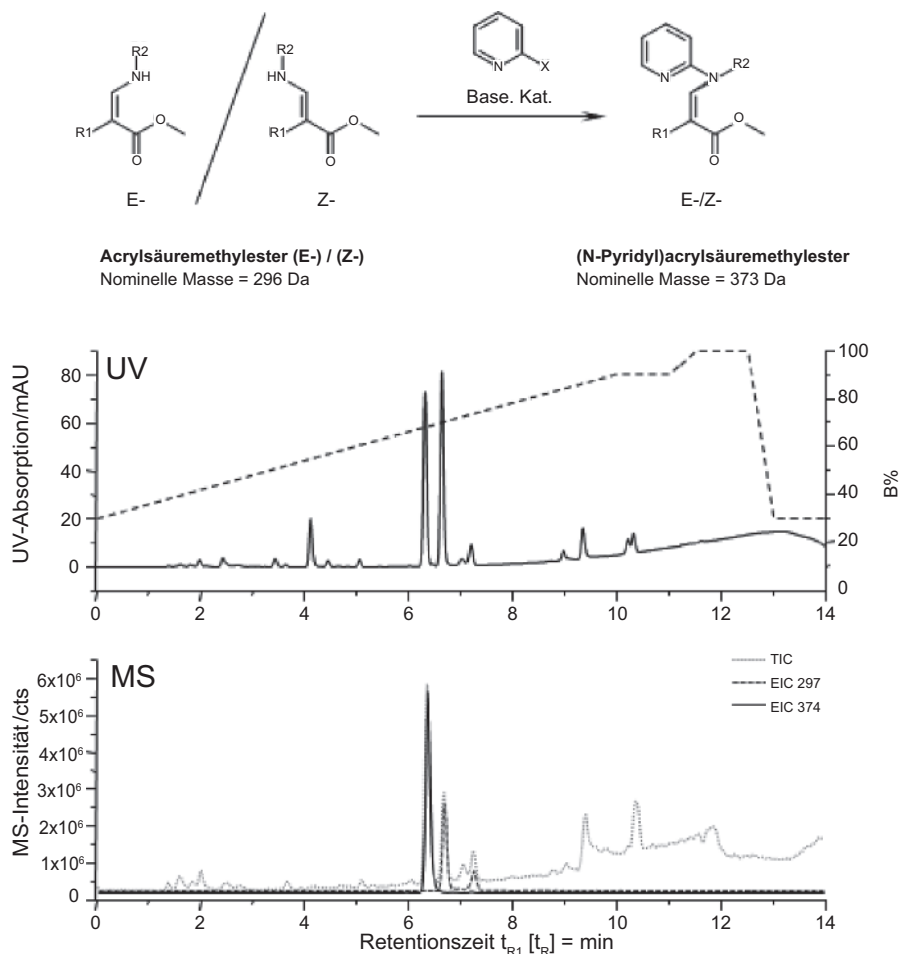 R2
R2
NH
HN
N
X
N
N
R2
Base. Kat.
R1
O
O
R1
O
O
R1
O
O
E-
Z-
E-/Z-
Acrylsäuremethylester (E-) / (Z-)
Nominelle Masse = 296 Da
(N-Pyridyl)acrylsäuremethylester
Nominelle Masse = 373 Da
UV
UV-Absorption/mAU
80
60
40
20
0
100
80
60
40
20
0
B%
0 2 4 6 8 10 12 14
MS
MS-Intensität/cts
6x10⁶
5x10⁶
4x10⁶
3x10⁶
2x10⁶
1x10⁶
0
TIC
EIC 297
EIC 374
0 2 4 6 8 10 12 14
Retentionszeit t_R1 [t_R] = min